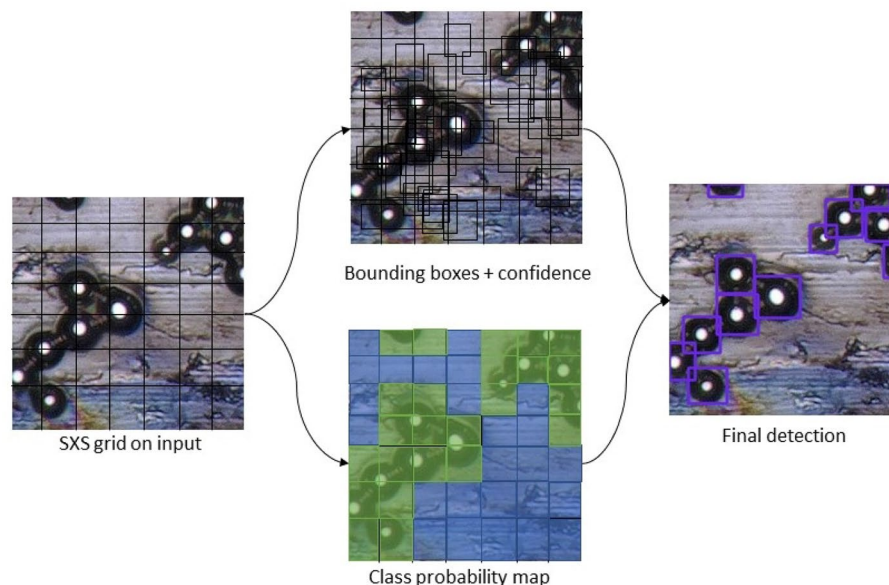 Bounding boxes + confidence
SXS grid on input
Final detection
Class probability map